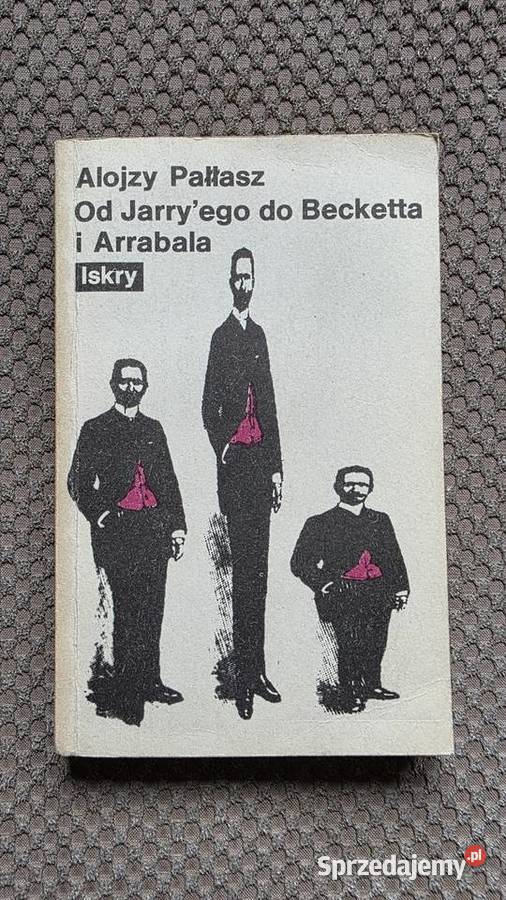 Alojzy Pałłasz
Od Jarry'ego do Becketta
i Arrabala
Iskry
Sprzedajemy.pl